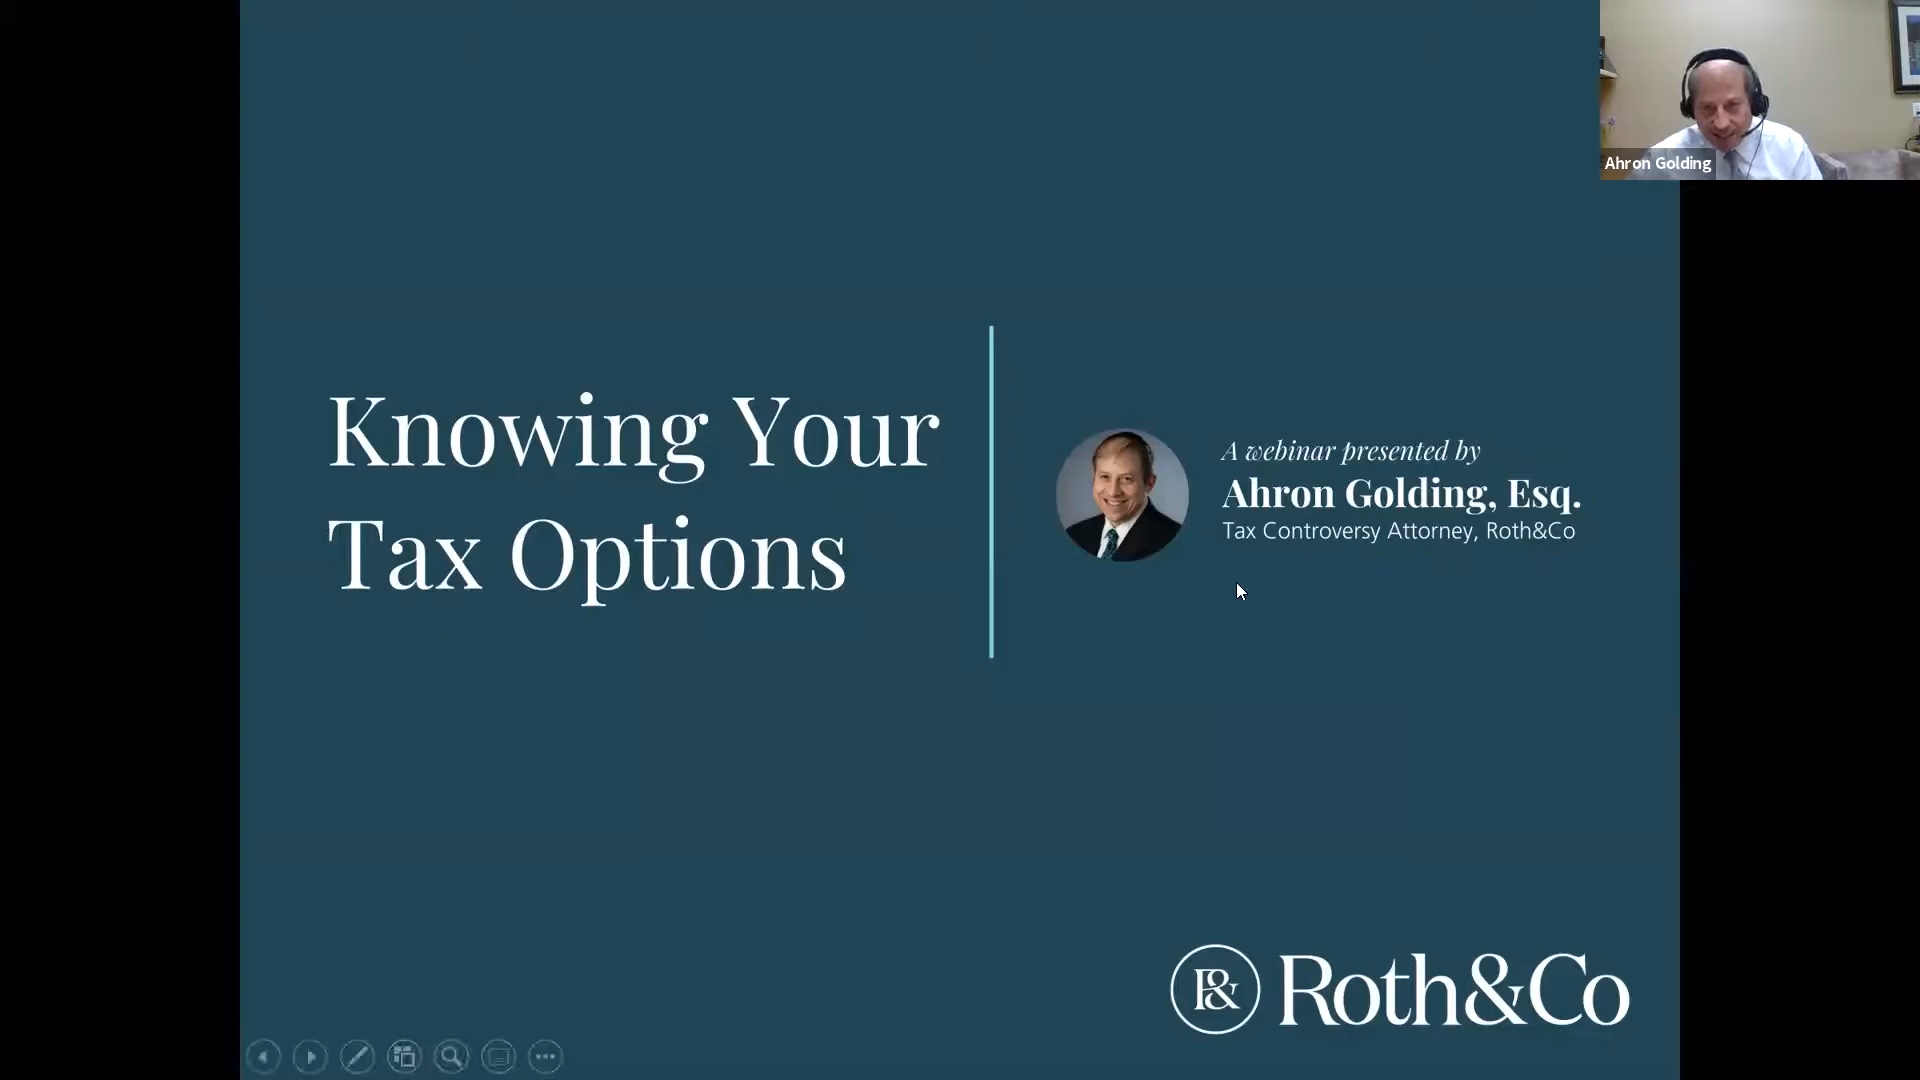 Ahron Golding
Knowing Your
Tax Options
A webinar presented by
Ahron Golding, Esq.
Tax Controversy Attorney, Roth&Co
R& Roth&Co